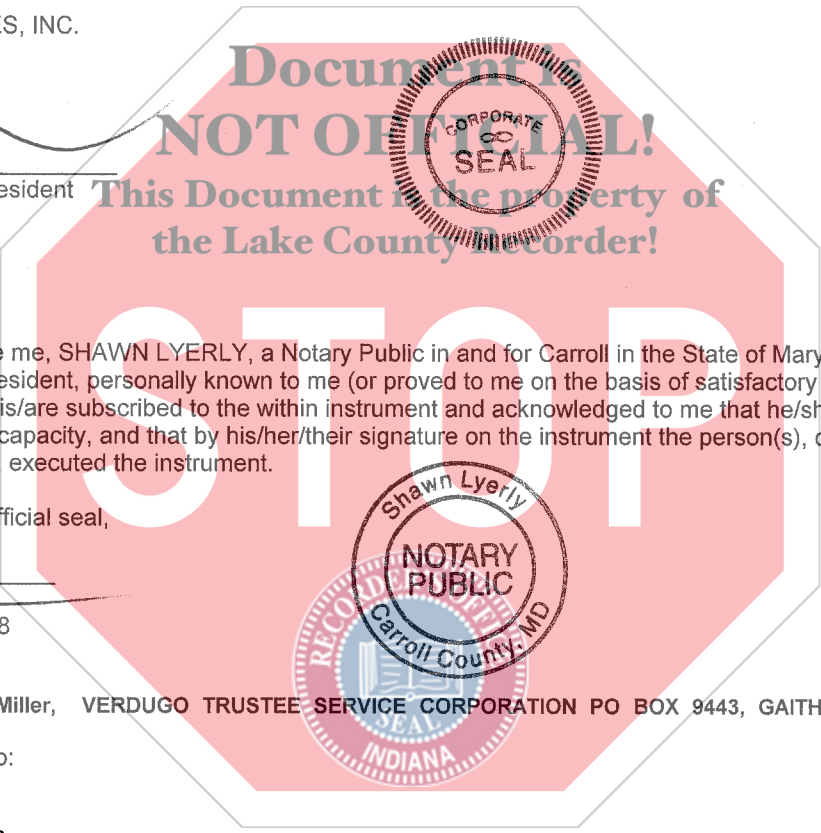 ES, INC.
Document is
NOT OFFICIAL!
CORPORATE
SEAL
esident
This Document is the property of
the Lake County Recorder!
STOP
e me, SHAWN LYERLY, a Notary Public in and for Carroll in the State of Mary
esident, personally known to me (or proved to me on the basis of satisfactory
is/are subscribed to the within instrument and acknowledged to me that he/sh
capacity, and that by his/her/their signature on the instrument the person(s), o
executed the instrument.
fficial seal,
Shawn Lyerly
NOTARY
PUBLIC
Carroll County, MD
8
RECORDER'S OFFICE
SEAL
INDIANA
Miller, VERDUGO TRUSTEE SERVICE CORPORATION PO BOX 9443, GAITH
o: